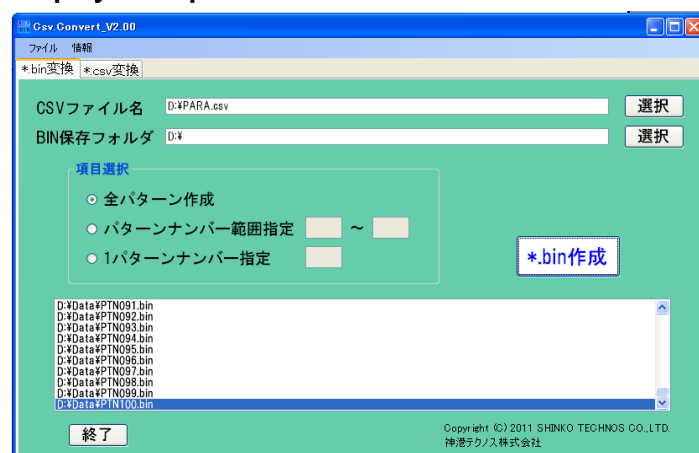 Csv.Convert_V2.00
ファイル 情報
*.bin変換 *.csv変換
CSVファイル名 D:¥PARA.csv 選択
BIN保存フォルダ D:¥ 選択
項目選択
全パターン作成
パターンナンバー範囲指定 ～
1パターンナンバー指定
*.bin作成
D:¥Data¥PTN091.bin
D:¥Data¥PTN092.bin
D:¥Data¥PTN093.bin
D:¥Data¥PTN094.bin
D:¥Data¥PTN095.bin
D:¥Data¥PTN096.bin
D:¥Data¥PTN097.bin
D:¥Data¥PTN098.bin
D:¥Data¥PTN099.bin
D:¥Data¥PTN100.bin
終了
Copyright (C) 2011 SHINKO TECHNOS CO.,LTD.
神港テクノス株式会社